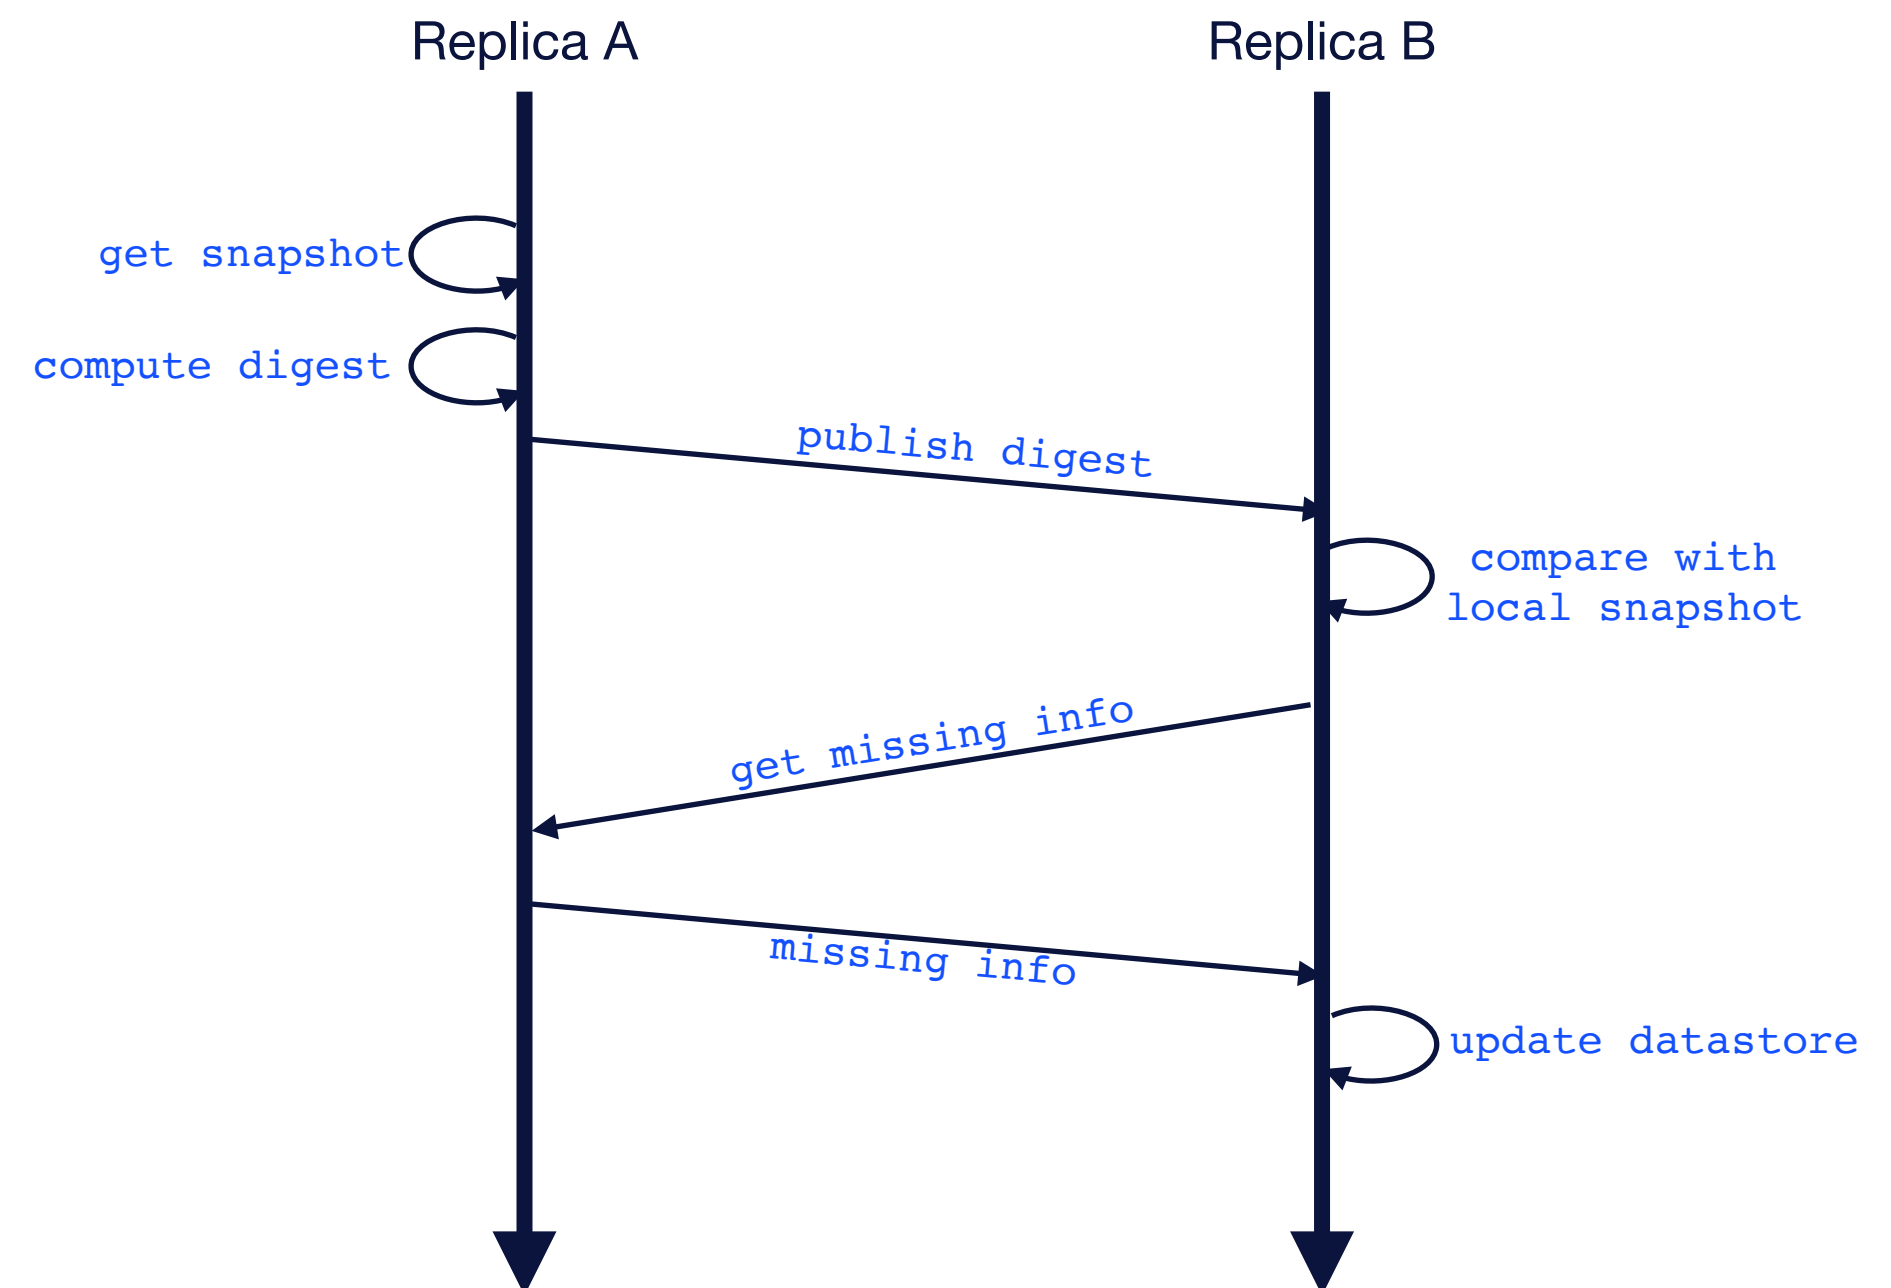 Replica A
Replica B
get snapshot
compute digest
publish digest
compare with
local snapshot
get missing info
missing info
update datastore